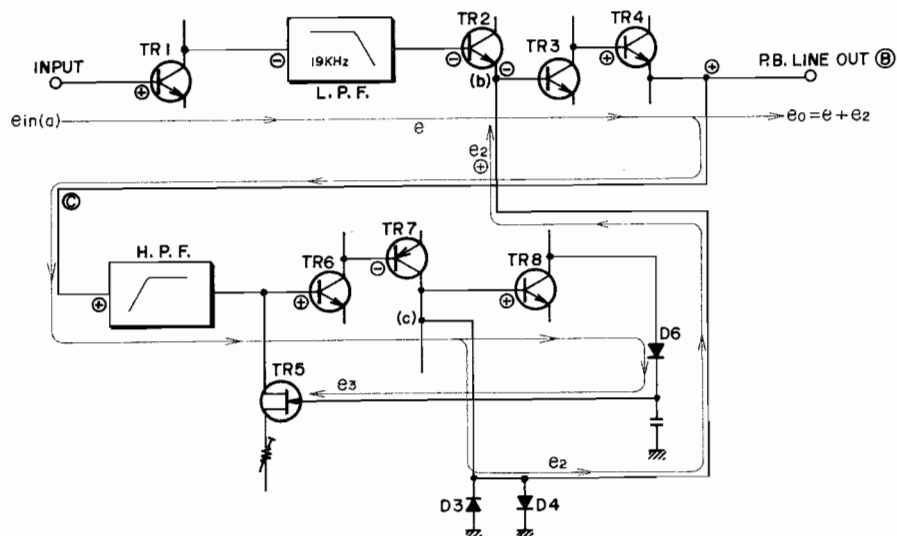 TR1
TR2
TR3
TR4
INPUT
⊕
19KHz
L.P.F.
⊖
⊖
(b)
⊖
⊕
⊕
P.B. LINE OUT Ⓑ
ein(a)
e
eo=e+e2
e2
⊕
Ⓒ
H.P.F.
⊕
TR6
⊕
TR7
⊖
(c)
TR8
⊕
D6
TR5
e3
e2
D3
D4